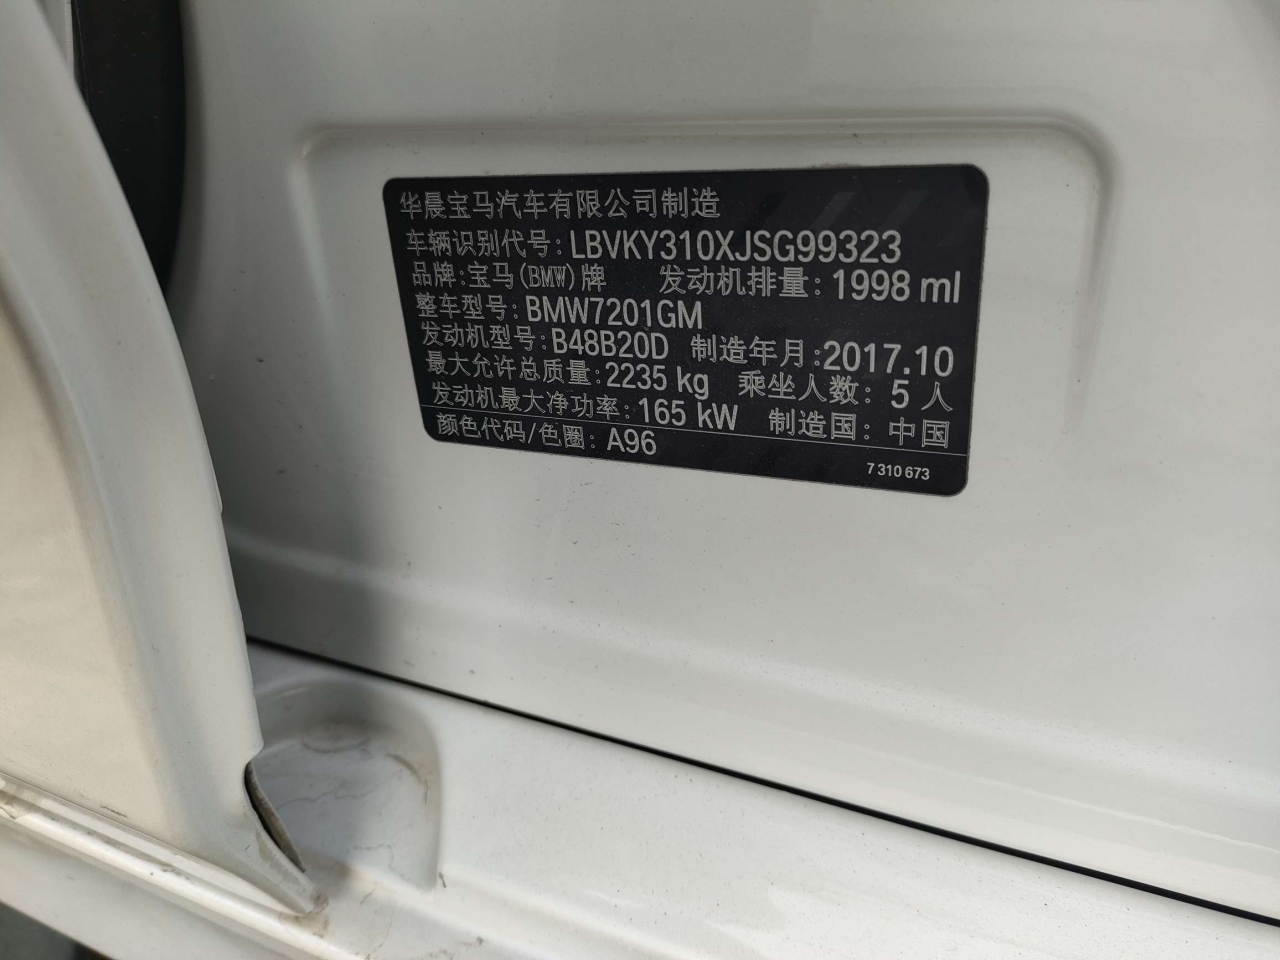 华晨宝马汽车有限公司制造
车辆识别代号: LBVKY310XJSG99323
品牌:宝马(BMW)牌 发动机排量: 1998 ml
整车型号: BMW7201GM
发动机型号: B48B20D 制造年月:2017.10
最大允许总质量: 2235 kg 乘坐人数: 5 人
发动机最大净功率: 165 kW 制造国: 中国
颜色代码/色圈: A96
7 310 673